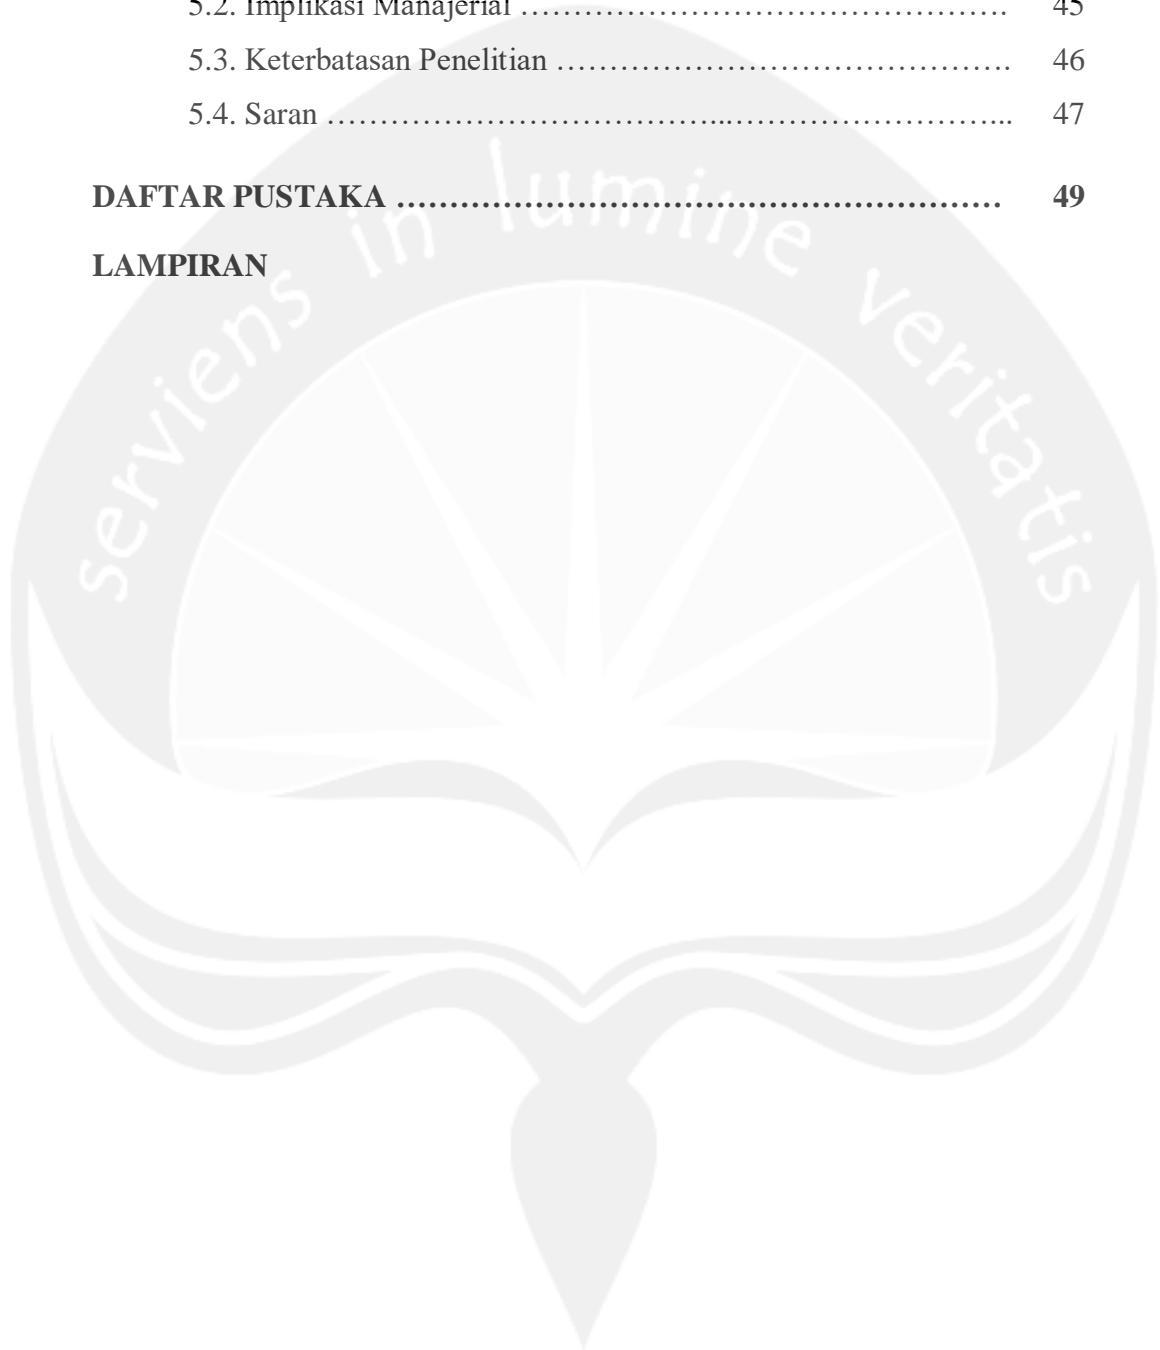 5.2. Implikasi Manajerial ………………………………………. 45
5.3. Keterbatasan Penelitian ……………………………………. 46
5.4. Saran ………………………………...……………………... 47
DAFTAR PUSTAKA ………………………………………………… 49
LAMPIRAN
serviens in lumine veritatis